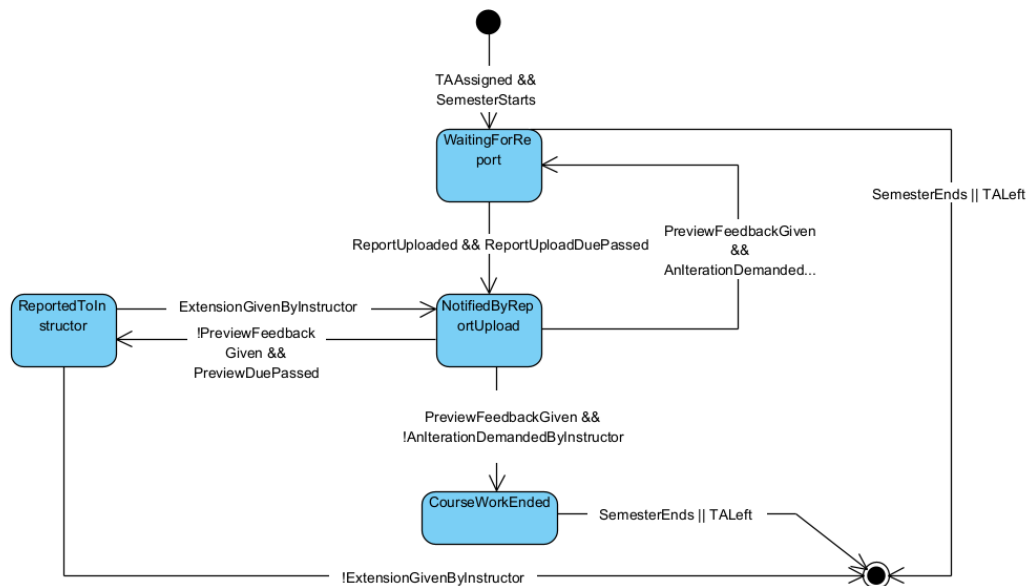 TAAssigned &&
SemesterStarts
WaitingForRe
port
SemesterEnds || TALeft
ReportUploaded && ReportUploadDuePassed
PreviewFeedbackGiven
&&
AnIterationDemanded...
ReportedToIn
structor
ExtensionGivenByInstructor
NotifiedByRep
ortUpload
!PreviewFeedback
Given &&
PreviewDuePassed
PreviewFeedbackGiven &&
!AnIterationDemandedByInstructor
CourseWorkEnded
SemesterEnds || TALeft
!ExtensionGivenByInstructor